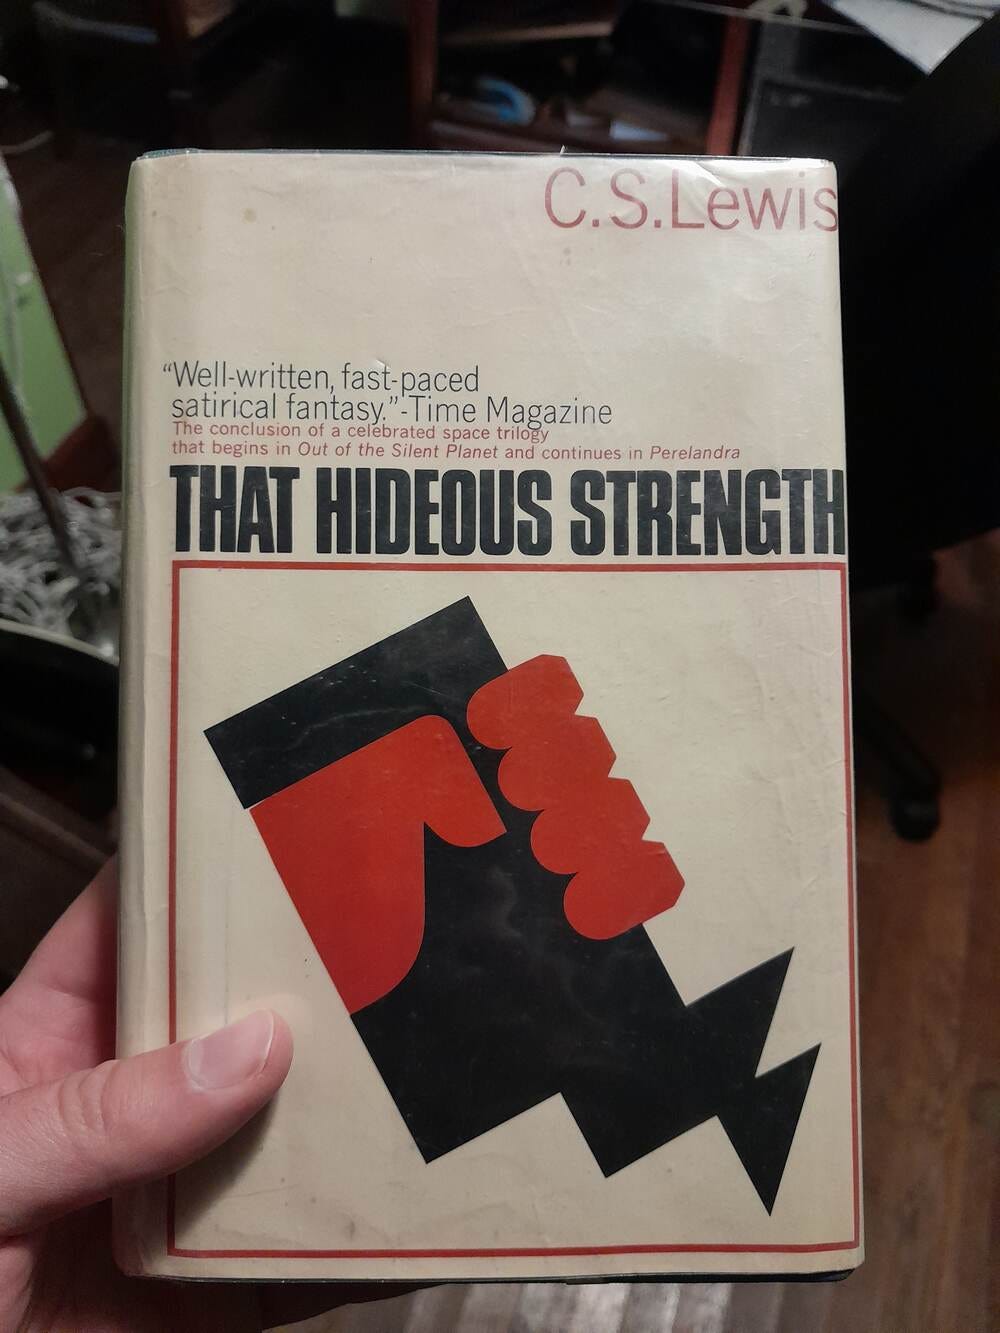 C.S.Lewis
“Well-written, fast-paced
satirical fantasy.”-Time Magazine
The conclusion of a celebrated space trilogy
that begins in Out of the Silent Planet and continues in Perelandra
THAT HIDEOUS STRENGTH